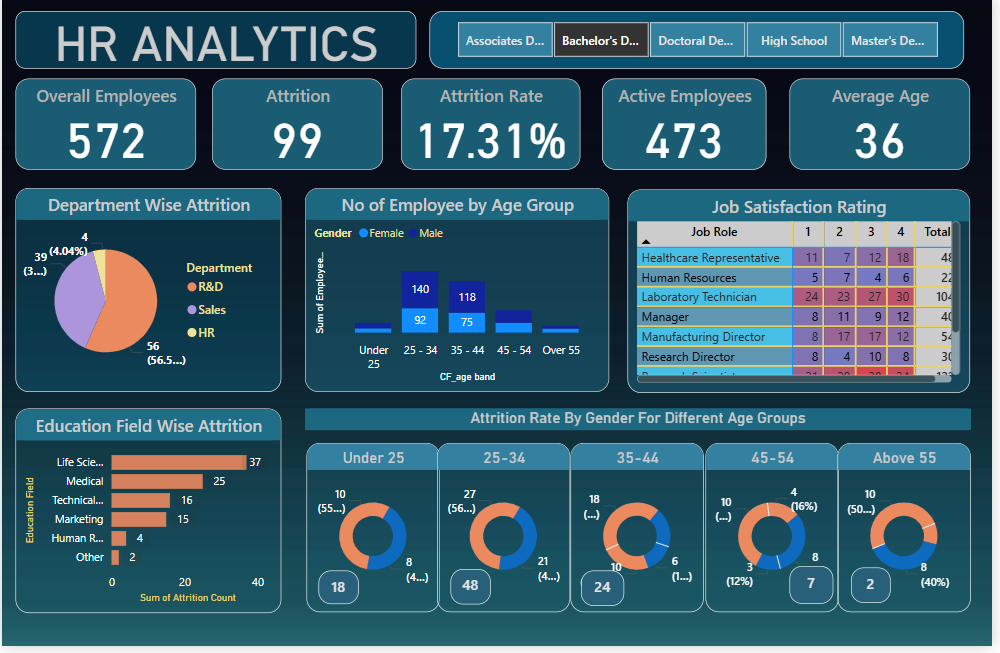 HR ANALYTICS
Associates D...
Bachelor's D...
Doctoral De...
High School
Master's De...
Overall Employees
572
Attrition
99
Attrition Rate
17.31%
Active Employees
473
Average Age
36
Department Wise Attrition
4
(4.04%)
39
(3...)
56
(56.5...)
Department
R&D
Sales
HR
No of Employee by Age Group
Gender Female Male
Sum of Employee...
140
92
118
75
Under 25
25 - 34
35 - 44
45 - 54
Over 55
CF_age band
Job Satisfaction Rating
Job Role 1 2 3 4 Total
Healthcare Representative 11 7 12 18 48
Human Resources 5 7 4 6 22
Laboratory Technician 24 23 27 30 104
Manager 8 11 9 12 40
Manufacturing Director 8 17 17 12 54
Research Director 8 4 10 8 30
Education Field Wise Attrition
Education Field
Life Scie... 37
Medical 25
Technical... 16
Marketing 15
Human R... 4
Other 2
0 20 40
Sum of Attrition Count
Attrition Rate By Gender For Different Age Groups
Under 25
10
(55...)
8
(4...)
18
25-34
27
(56...)
21
(4...)
48
35-44
18
(...)
10
6
(1...)
24
45-54
10
(...)
4
(16%)
3
(12%)
8
7
Above 55
10
(50...)
8
(40%)
2